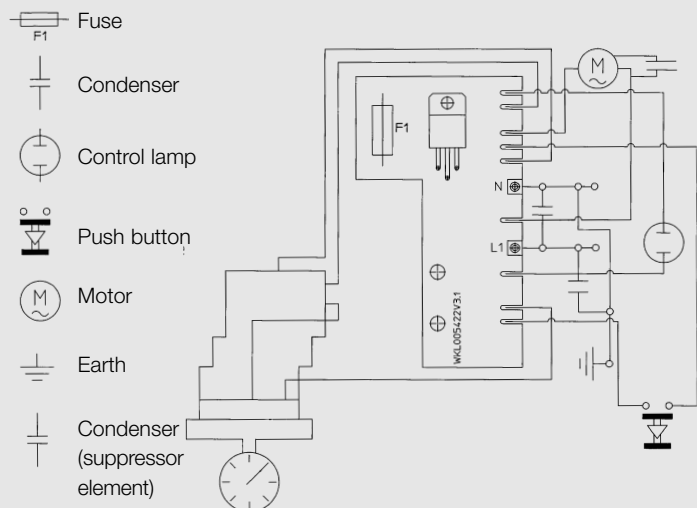 Fuse
F1
Condenser
Control lamp
Push button
M
Motor
Earth
Condenser
(suppressor
element)
F1
M
N
L1
WKL005422V3.1